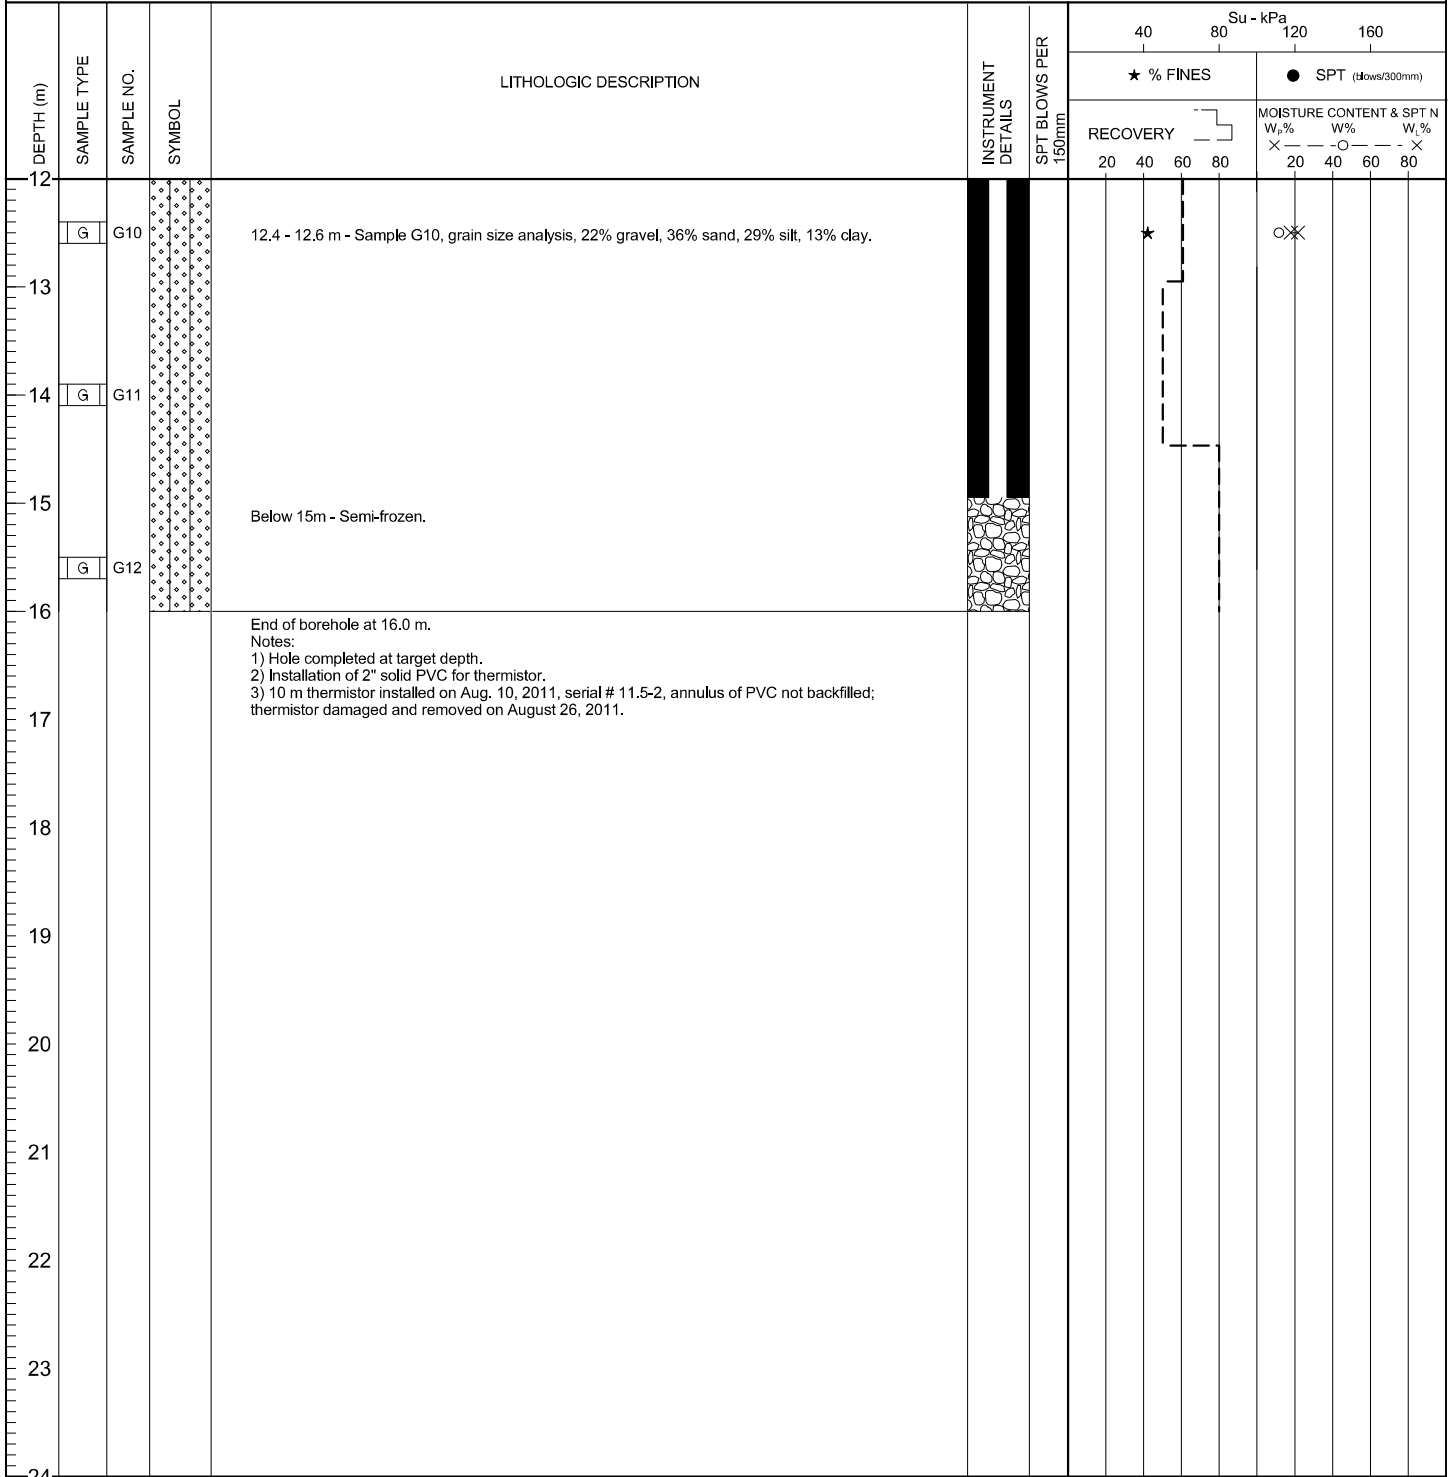 DEPTH (m)
SAMPLE TYPE
SAMPLE NO.
SYMBOL
LITHOLOGIC DESCRIPTION
INSTRUMENT
DETAILS
SPT BLOWS PER
150mm
Su - kPa
40 80 120 160
★ % FINES
● SPT (blows/300mm)
RECOVERY
MOISTURE CONTENT & SPT N
WP% W% WL%
20 40 60 80 20 40 60 80
12
G G10 12.4 - 12.6 m - Sample G10, grain size analysis, 22% gravel, 36% sand, 29% silt, 13% clay.
13
14 G G11
15
Below 15m - Semi-frozen.
G G12
16
End of borehole at 16.0 m.
Notes:
1) Hole completed at target depth.
2) Installation of 2" solid PVC for thermistor.
3) 10 m thermistor installed on Aug. 10, 2011, serial # 11.5-2, annulus of PVC not backfilled;
thermistor damaged and removed on August 26, 2011.
17
18
19
20
21
22
23
24